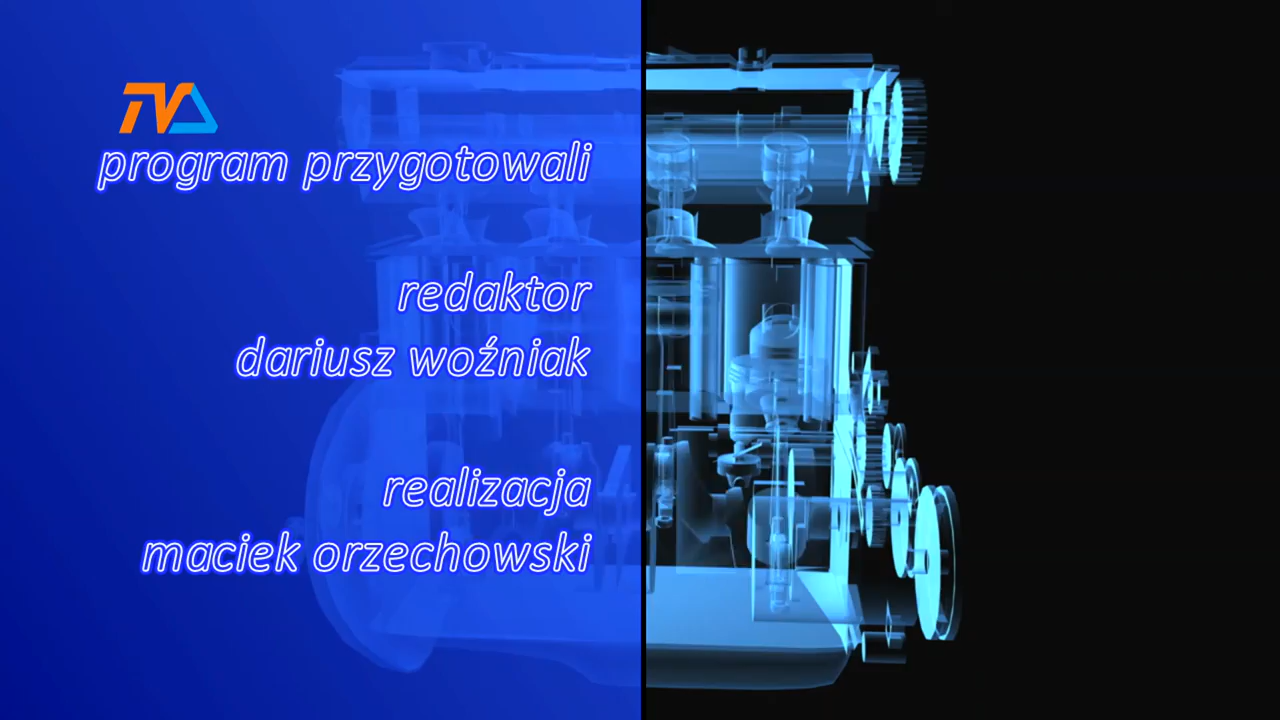 TVA
program przygotowali
redaktor
dariusz woźniak
realizacja
maciek orzechowski